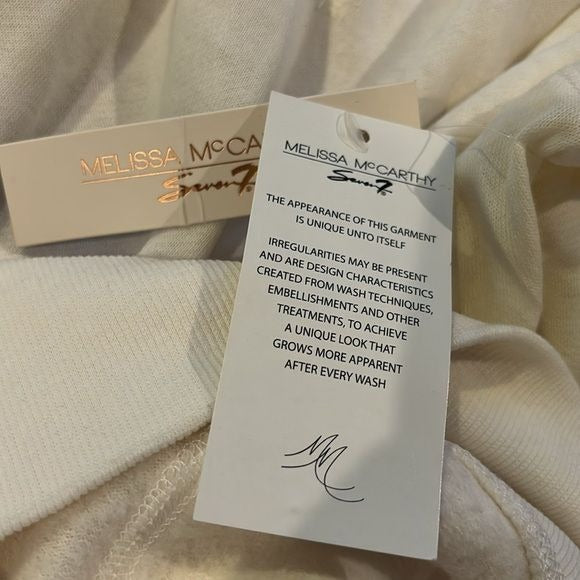 MELISSA McCA
Seven7
MELISSA McCARTHY
Seven7®
THE APPEARANCE OF THIS GARMENT
IS UNIQUE UNTO ITSELF
IRREGULARITIES MAY BE PRESENT
AND ARE DESIGN CHARACTERISTICS
CREATED FROM WASH TECHNIQUES,
EMBELLISHMENTS AND OTHER
TREATMENTS, TO ACHIEVE
A UNIQUE LOOK THAT
GROWS MORE APPARENT
AFTER EVERY WASH
MM